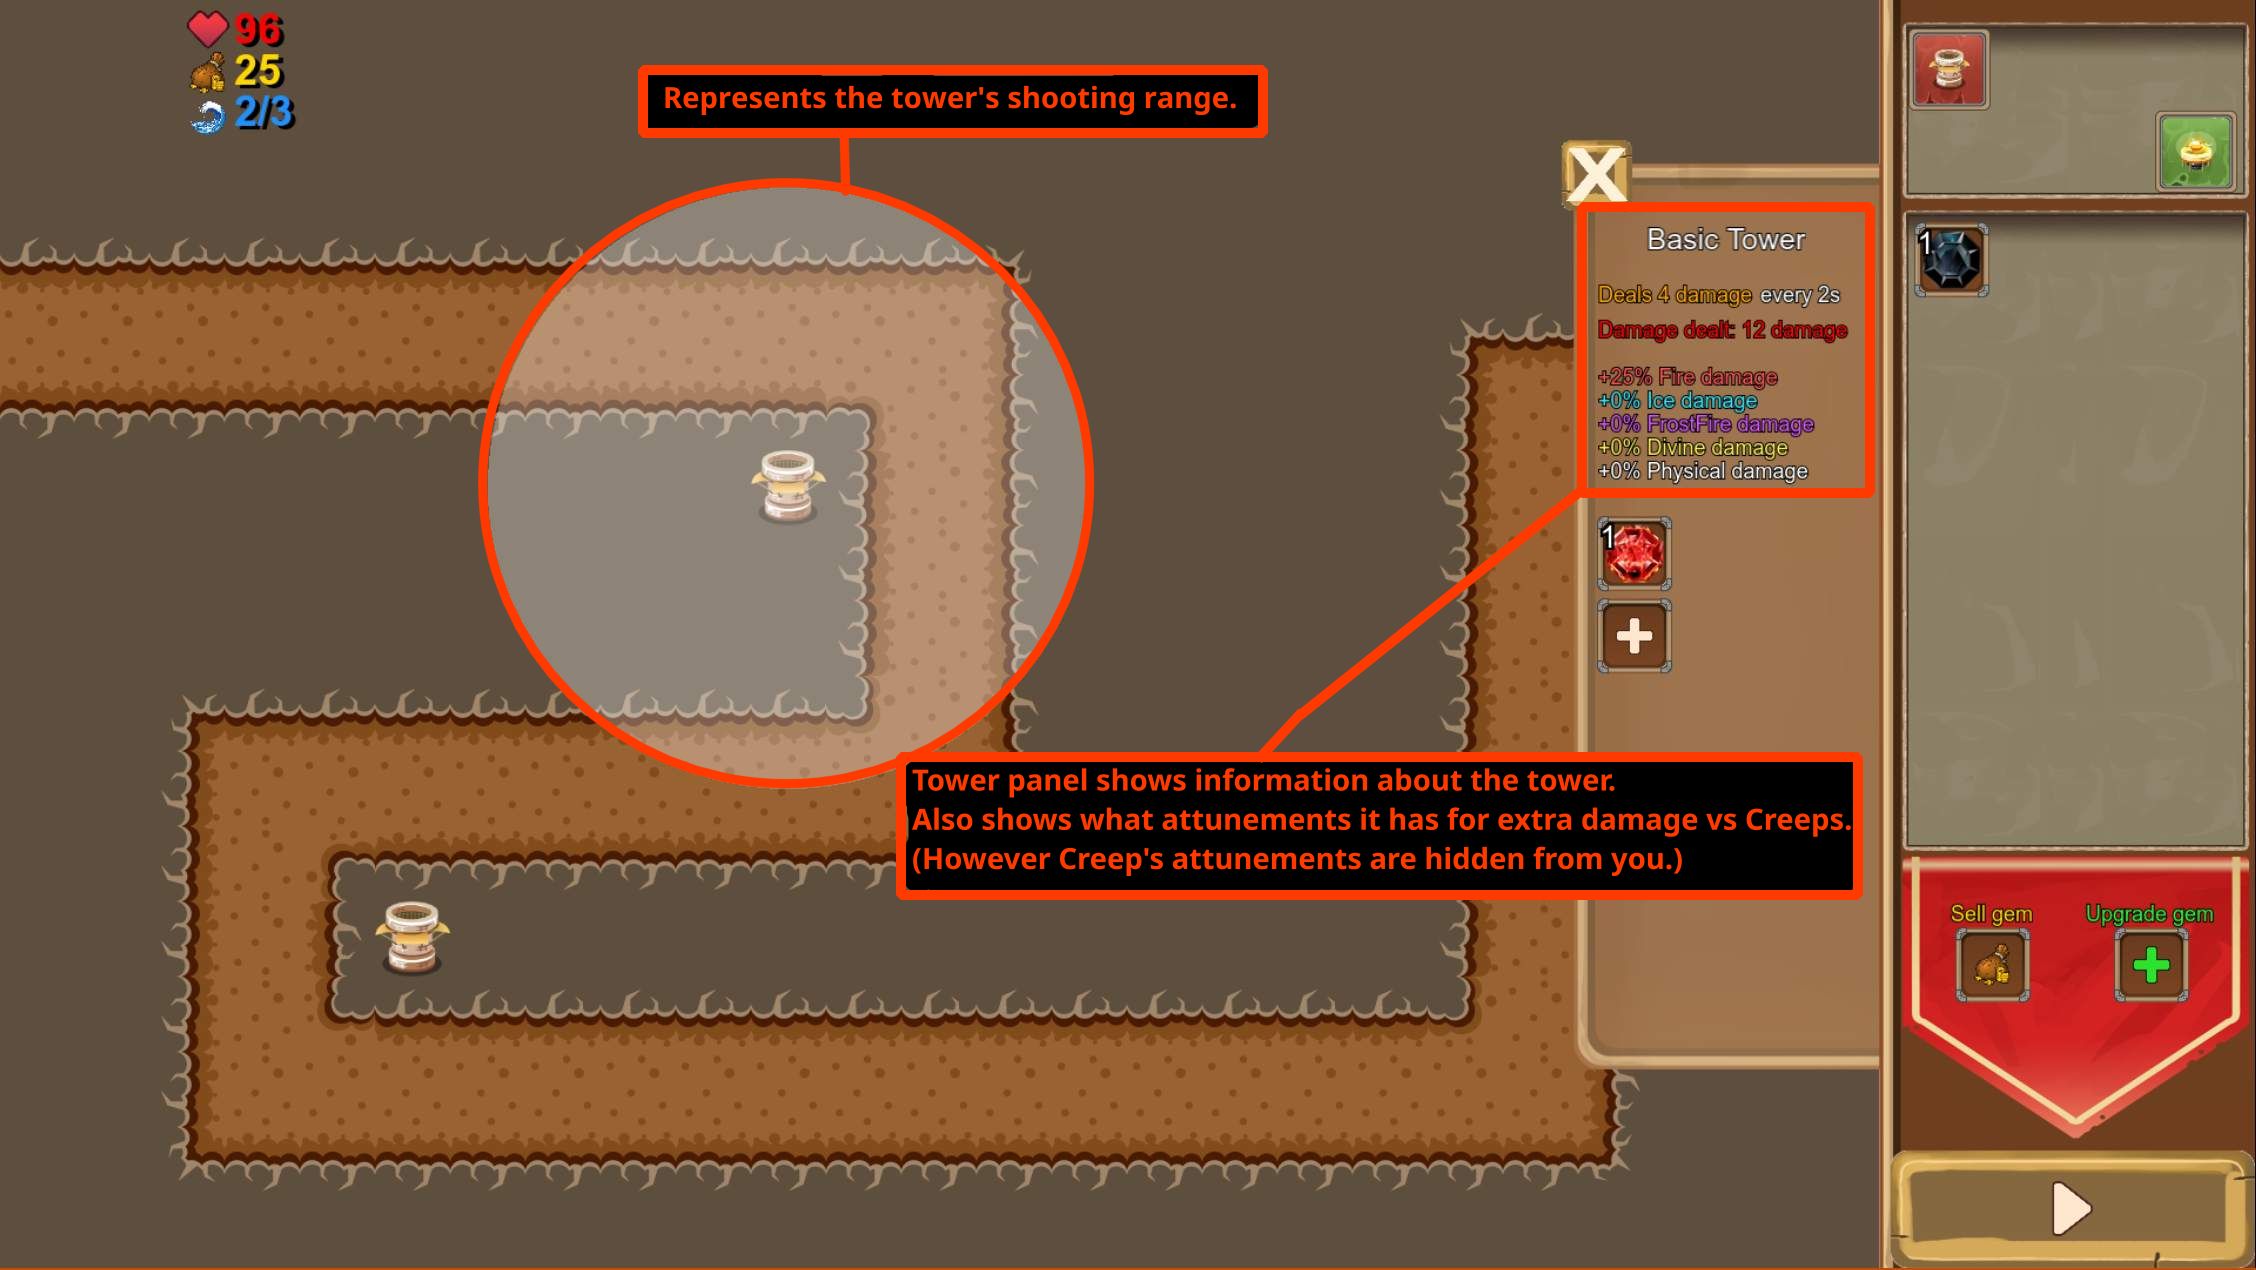 96
25
2/3
Represents the tower's shooting range.
X
Basic Tower
Deals 4 damage every 2s
Damage dealt: 12 damage
+25% Fire damage
+0% Ice damage
+0% FrostFire damage
+0% Divine damage
+0% Physical damage
1
1
Tower panel shows information about the tower.
Also shows what attunements it has for extra damage vs Creeps.
(However Creep's attunements are hidden from you.)
Sell gem
Upgrade gem